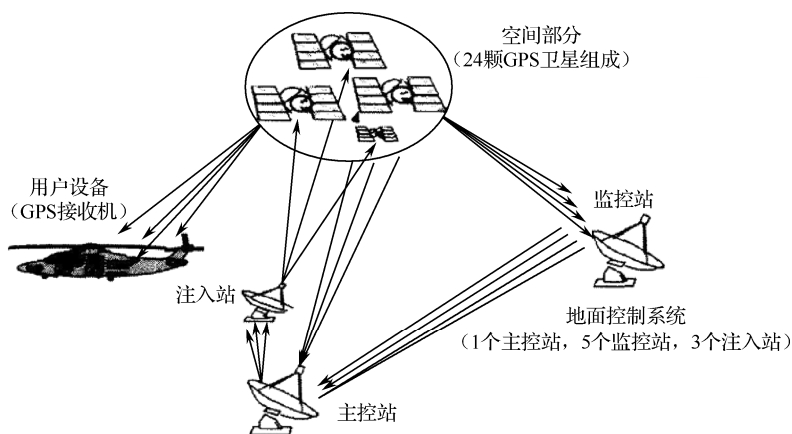 空间部分
（24颗GPS卫星组成）
用户设备
（GPS接收机）
监控站
注入站
地面控制系统
（1个主控站，5个监控站，3个注入站）
主控站